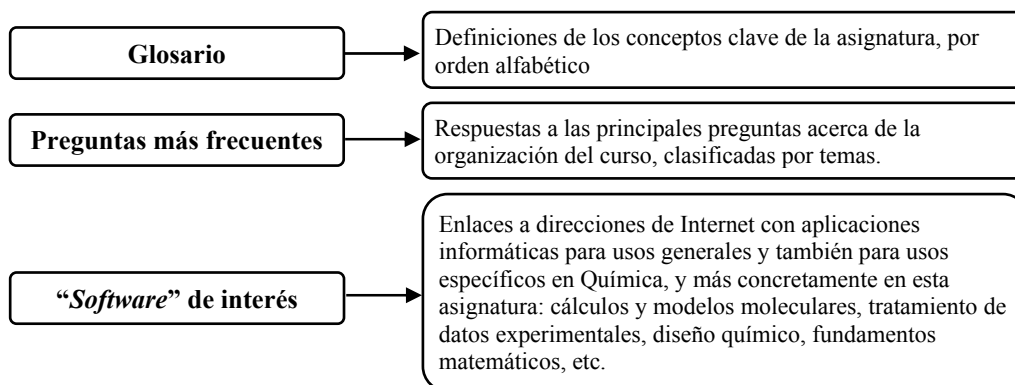 Glosario
Definiciones de los conceptos clave de la asignatura, por
orden alfabético
Preguntas más frecuentes
Respuestas a las principales preguntas acerca de la
organización del curso, clasificadas por temas.
“Software” de interés
Enlaces a direcciones de Internet con aplicaciones
informáticas para usos generales y también para usos
específicos en Química, y más concretamente en esta
asignatura: cálculos y modelos moleculares, tratamiento de
datos experimentales, diseño químico, fundamentos
matemáticos, etc.